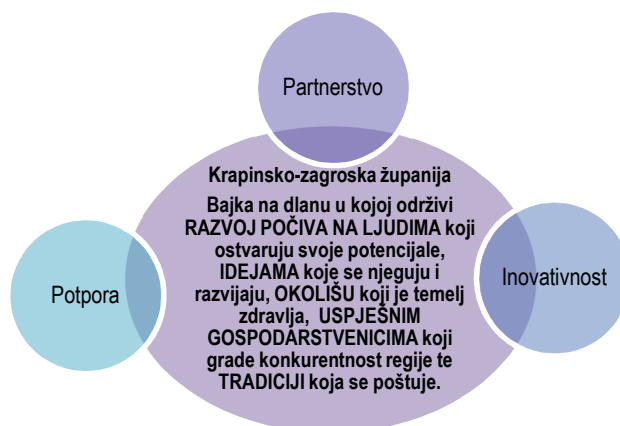 Partnerstvo
Krapinsko-zagroska županija
Bajka na dlanu u kojoj održivi
RAZVOJ POČIVA NA LJUDIMA koji
ostvaruju svoje potencijale,
IDEJAMA koje se njeguju i
razvijaju, OKOLIŠU koji je temelj
zdravlja, USPJEŠNIM
GOSPODARSTVENICIMA koji
grade konkurentnost regije te
TRADICIJI koja se poštuje.
Potpora
Inovativnost